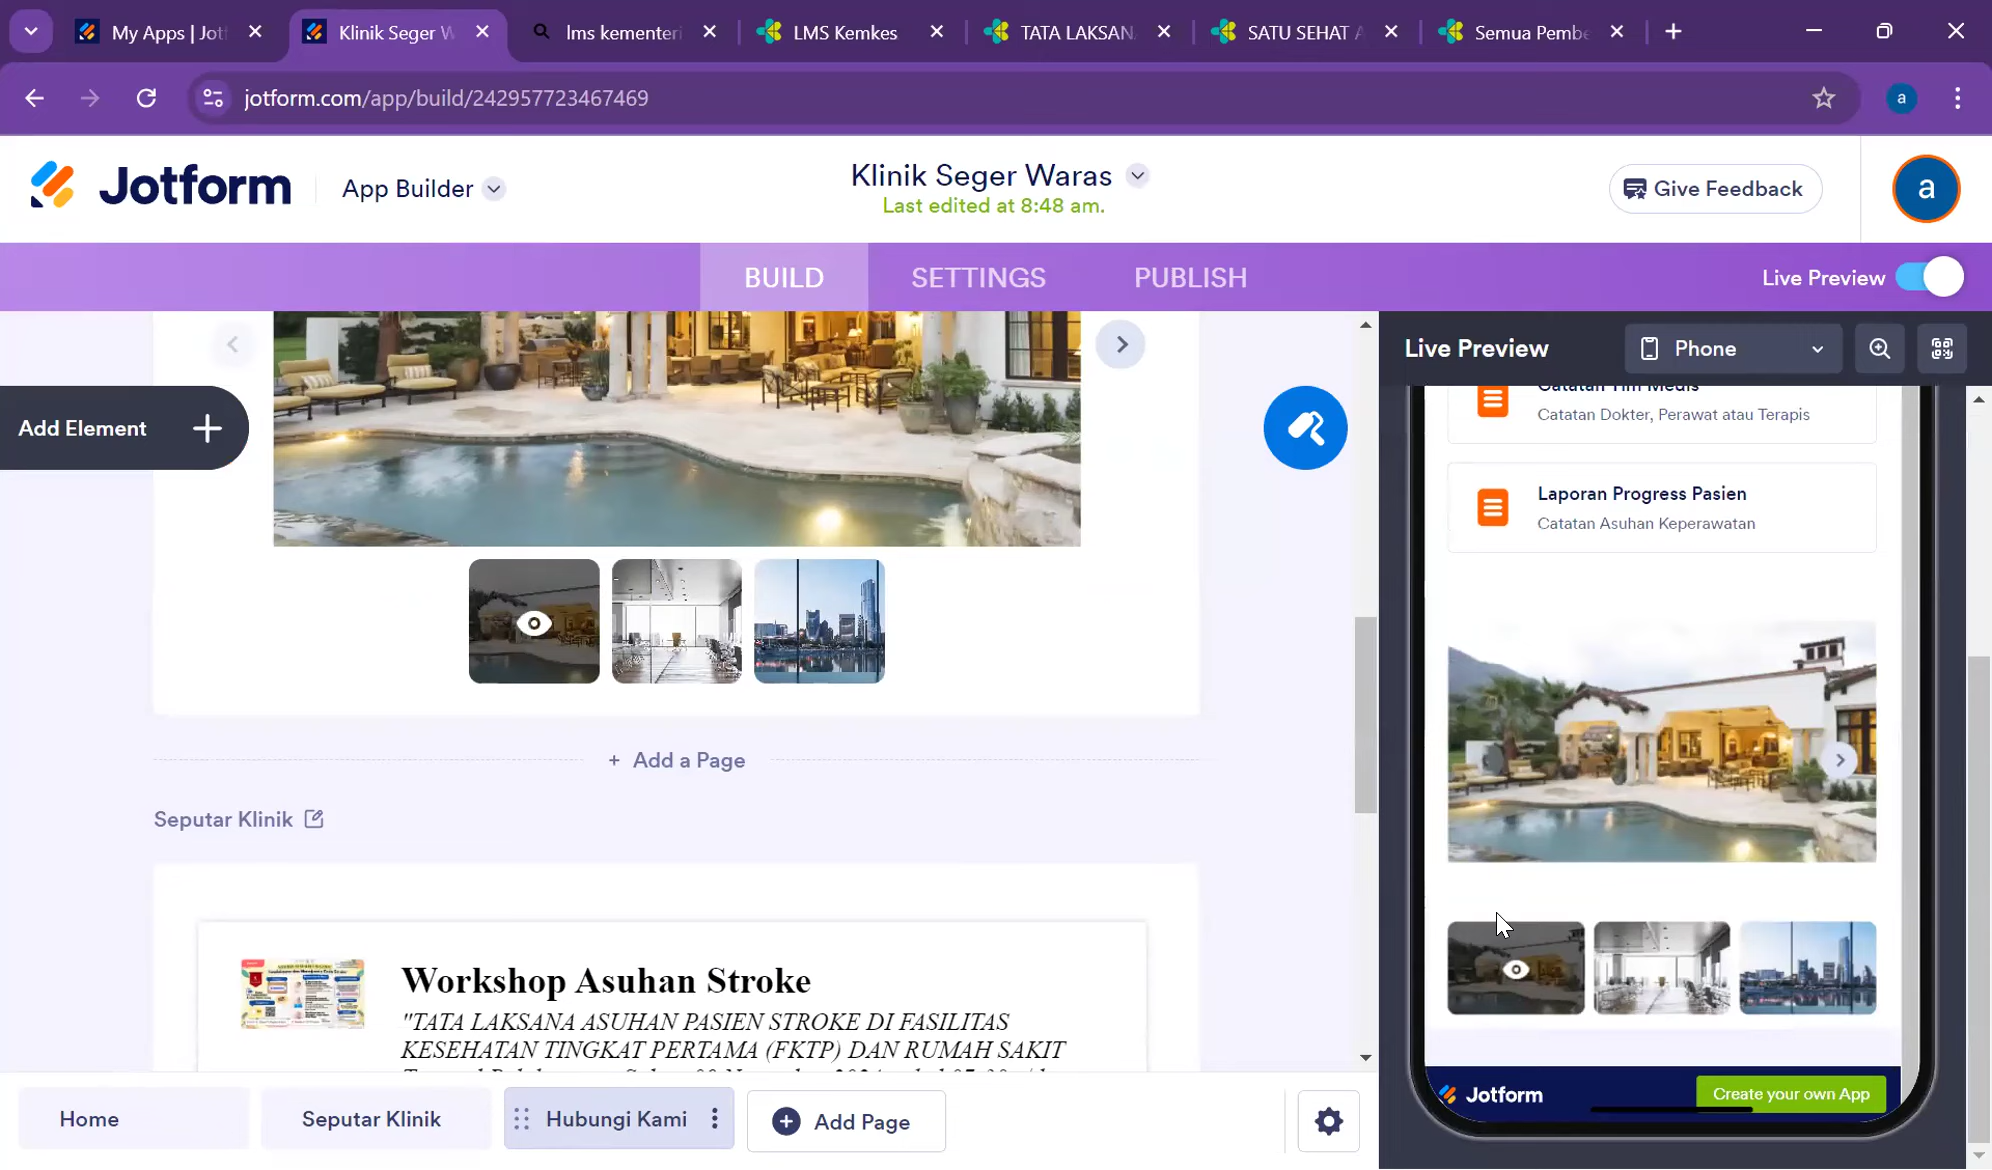 My Apps | Jotf
Klinik Seger W
lms kementeri
LMS Kemkes
TATA LAKSAN
SATU SEHAT A
Semua Pembe
jotform.com/app/build/242957723467469
a
Jotform
App Builder
Klinik Seger Waras
Last edited at 8:48 am.
Give Feedback
a
BUILD
SETTINGS
PUBLISH
Live Preview
Add Element +
Live Preview
Phone
Catatan Tim Medis
Catatan Dokter, Perawat atau Terapis
Laporan Progress Pasien
Catatan Asuhan Keperawatan
+ Add a Page
Seputar Klinik
Workshop Asuhan Stroke
"TATA LAKSANA ASUHAN PASIEN STROKE DI FASILITAS
KESEHATAN TINGKAT PERTAMA (FKTP) DAN RUMAH SAKIT
Jotform
Create your own App
Home
Seputar Klinik
Hubungi Kami
Add Page